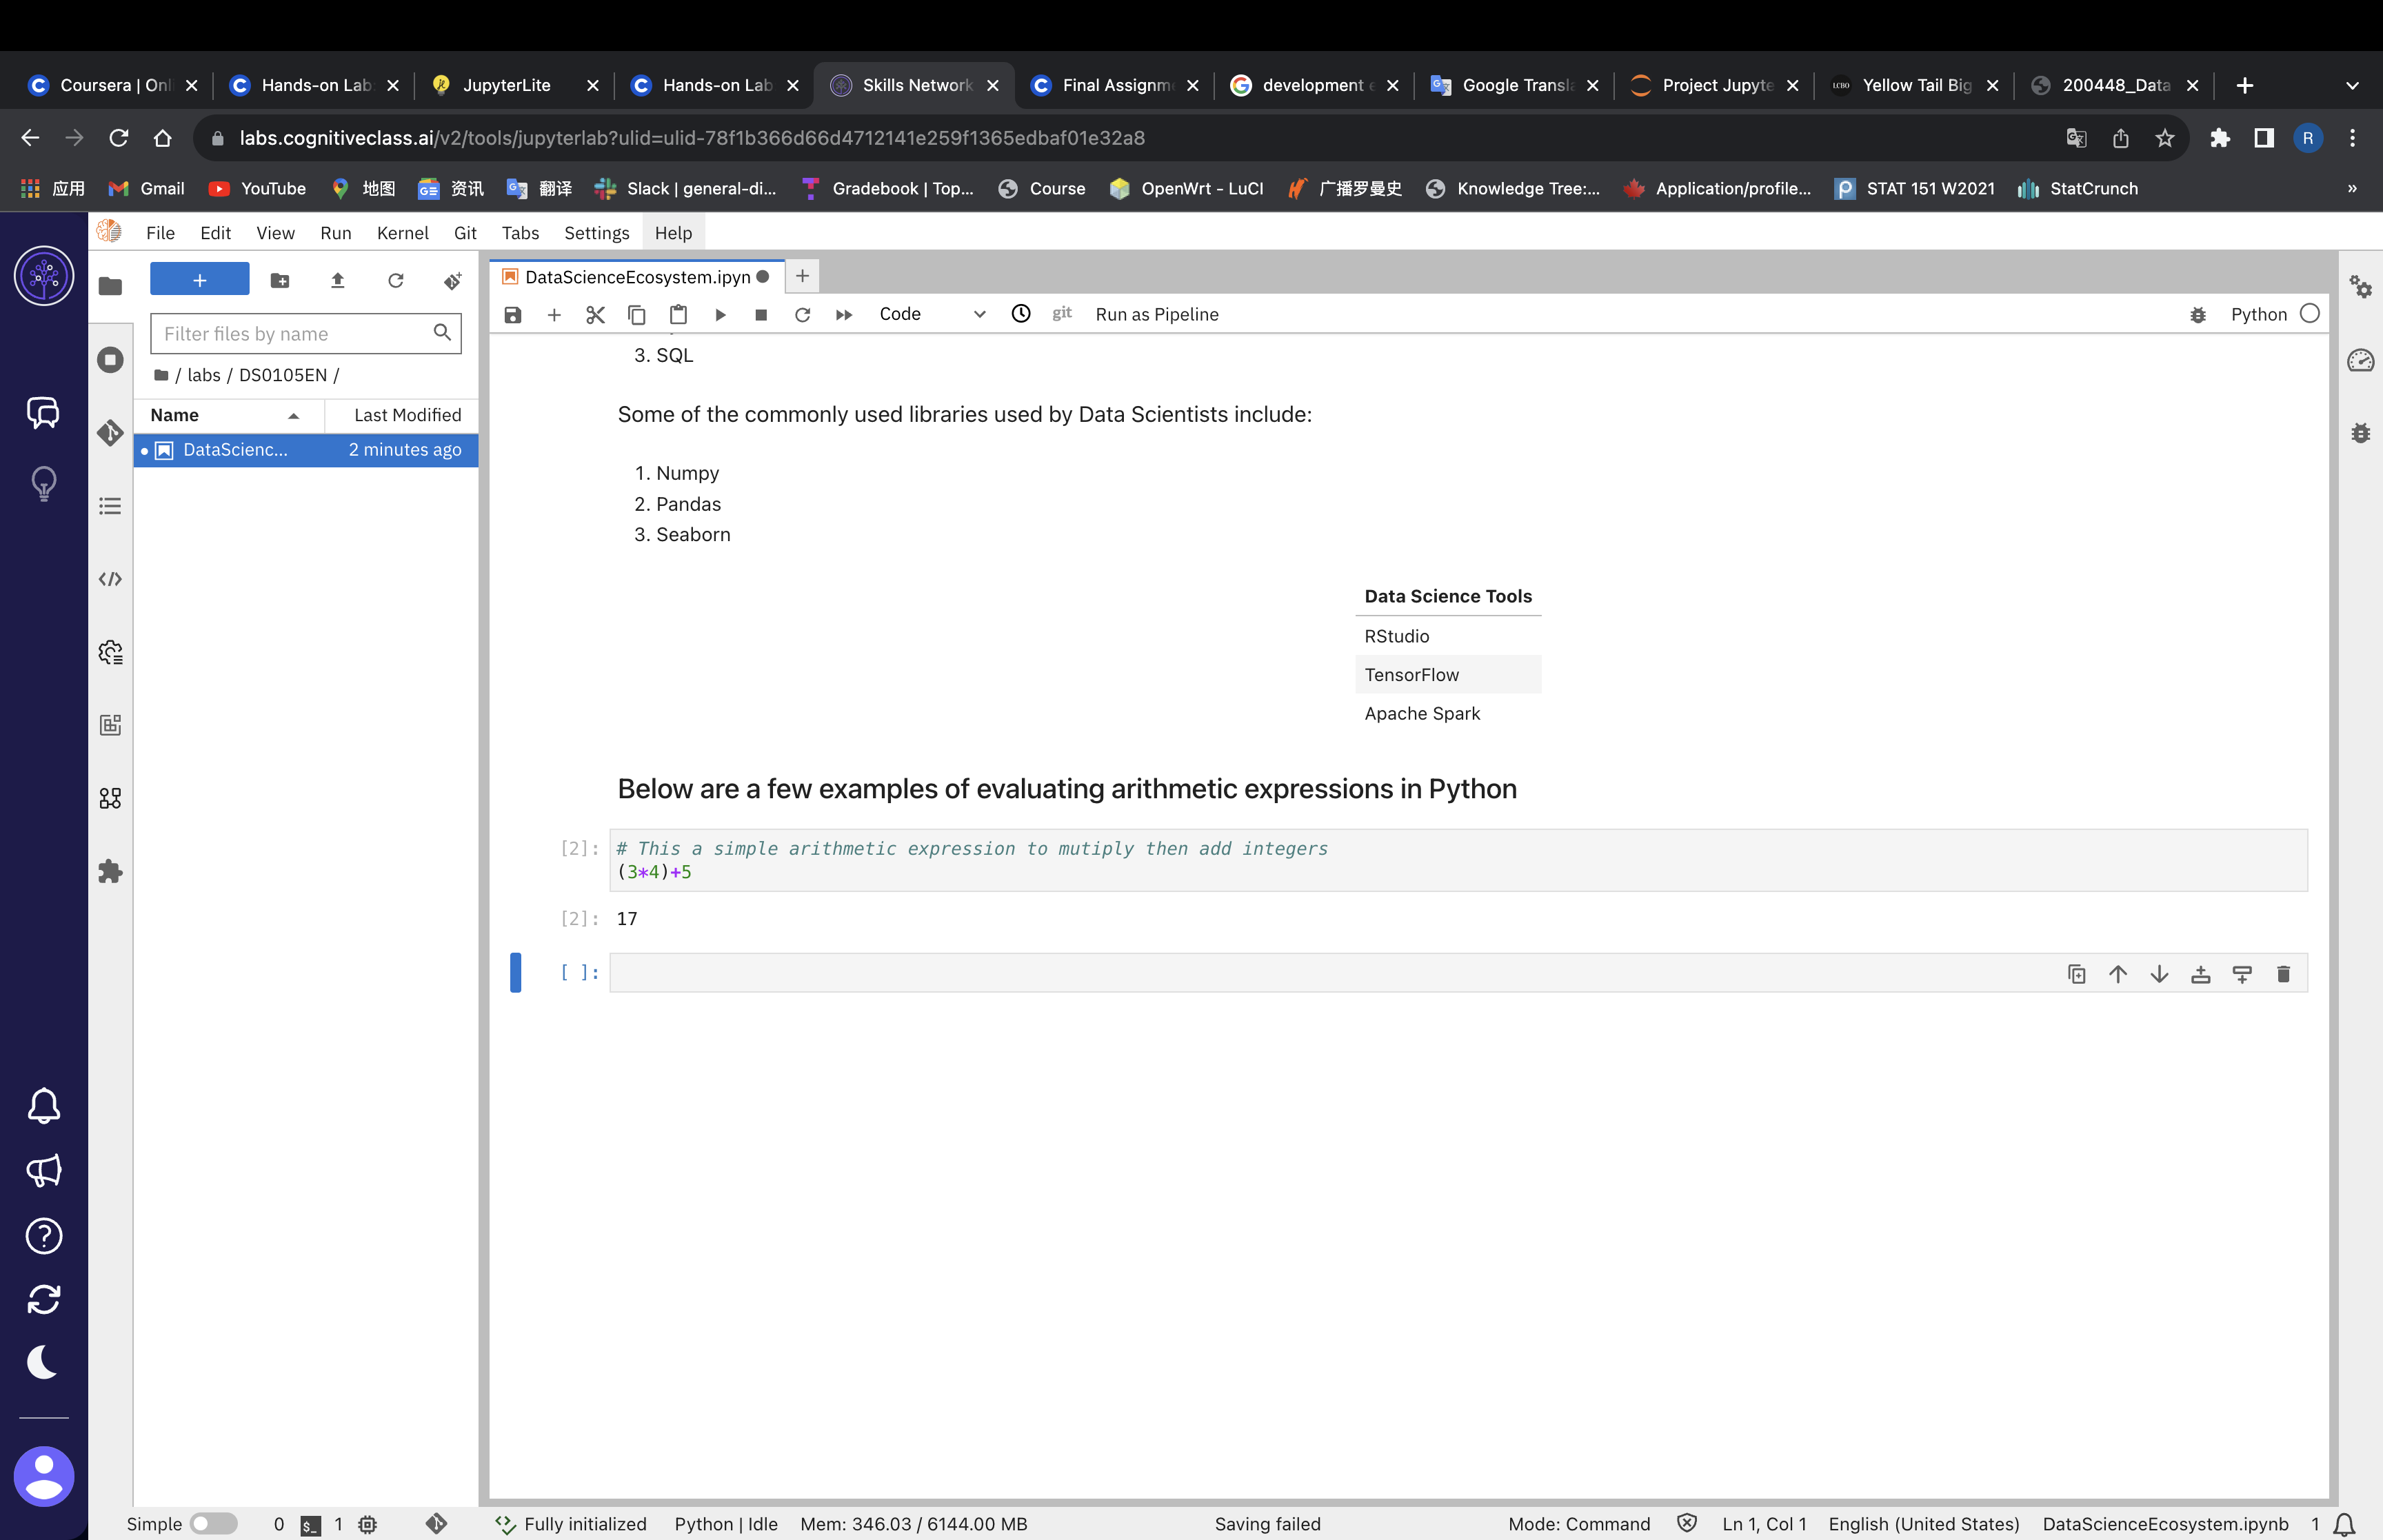 Coursera | Onl
Hands-on Lab
JupyterLite
Hands-on Lab
Skills Network
Final Assignme
development e
Google Transla
Project Jupyte
LCBO Yellow Tail Big
200448_Data
labs.cognitiveclass.ai/v2/tools/jupyterlab?ulid=ulid-78f1b366d66d4712141e259f1365edbaf01e32a8
R
应用 Gmail YouTube 地图 资讯 翻译 Slack | general-di... Gradebook | Top... Course OpenWrt - LuCI 广播罗曼史 Knowledge Tree:... Application/profile... STAT 151 W2021 StatCrunch »
File Edit View Run Kernel Git Tabs Settings Help
DataScienceEcosystem.ipyn
Code git Run as Pipeline Python
Filter files by name
/ labs / DS0105EN /
Name Last Modified
DataScienc... 2 minutes ago
3. SQL
Some of the commonly used libraries used by Data Scientists include:
1. Numpy
2. Pandas
3. Seaborn
Data Science Tools
RStudio
TensorFlow
Apache Spark
Below are a few examples of evaluating arithmetic expressions in Python
[2]: # This a simple arithmetic expression to mutiply then add integers
(3*4)+5
[2]: 17
[ ]:
Simple 0 $_ 1 Fully initialized Python | Idle Mem: 346.03 / 6144.00 MB Saving failed Mode: Command Ln 1, Col 1 English (United States) DataScienceEcosystem.ipynb 1